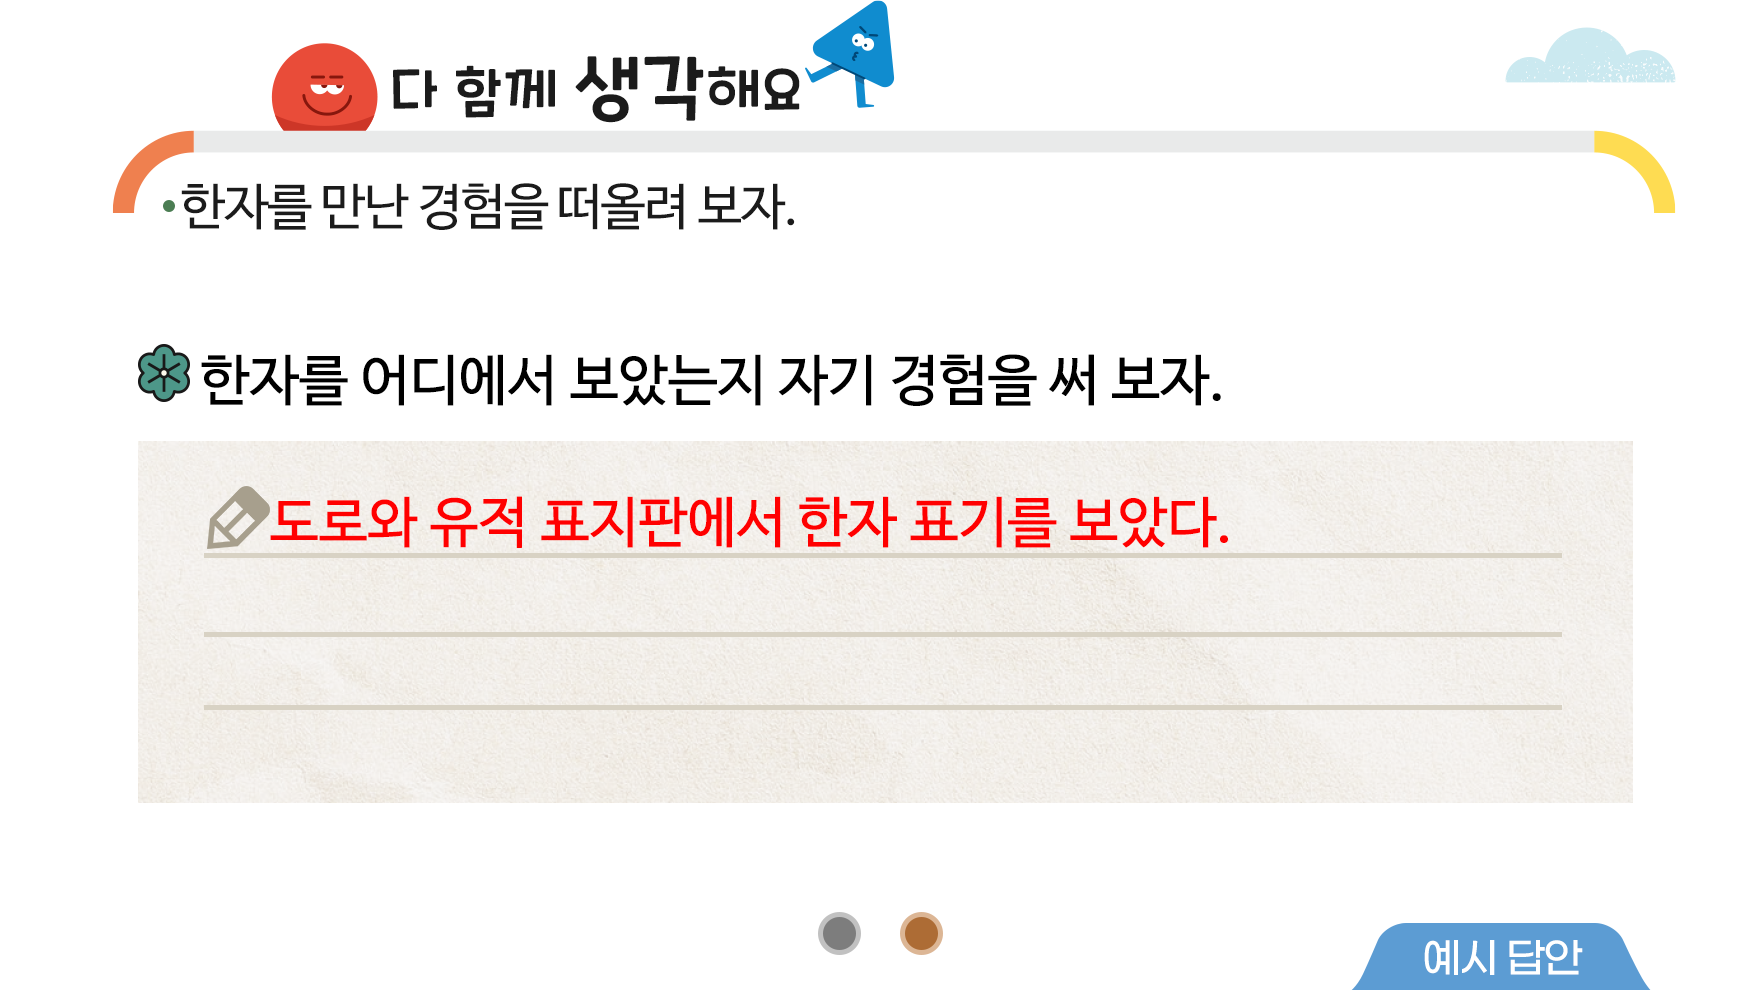 다 함께 생각해요
•한자를 만난 경험을 떠올려 보자.
한자를 어디에서 보았는지 자기 경험을 써 보자.
도로와 유적 표지판에서 한자 표기를 보았다.
예시 답안